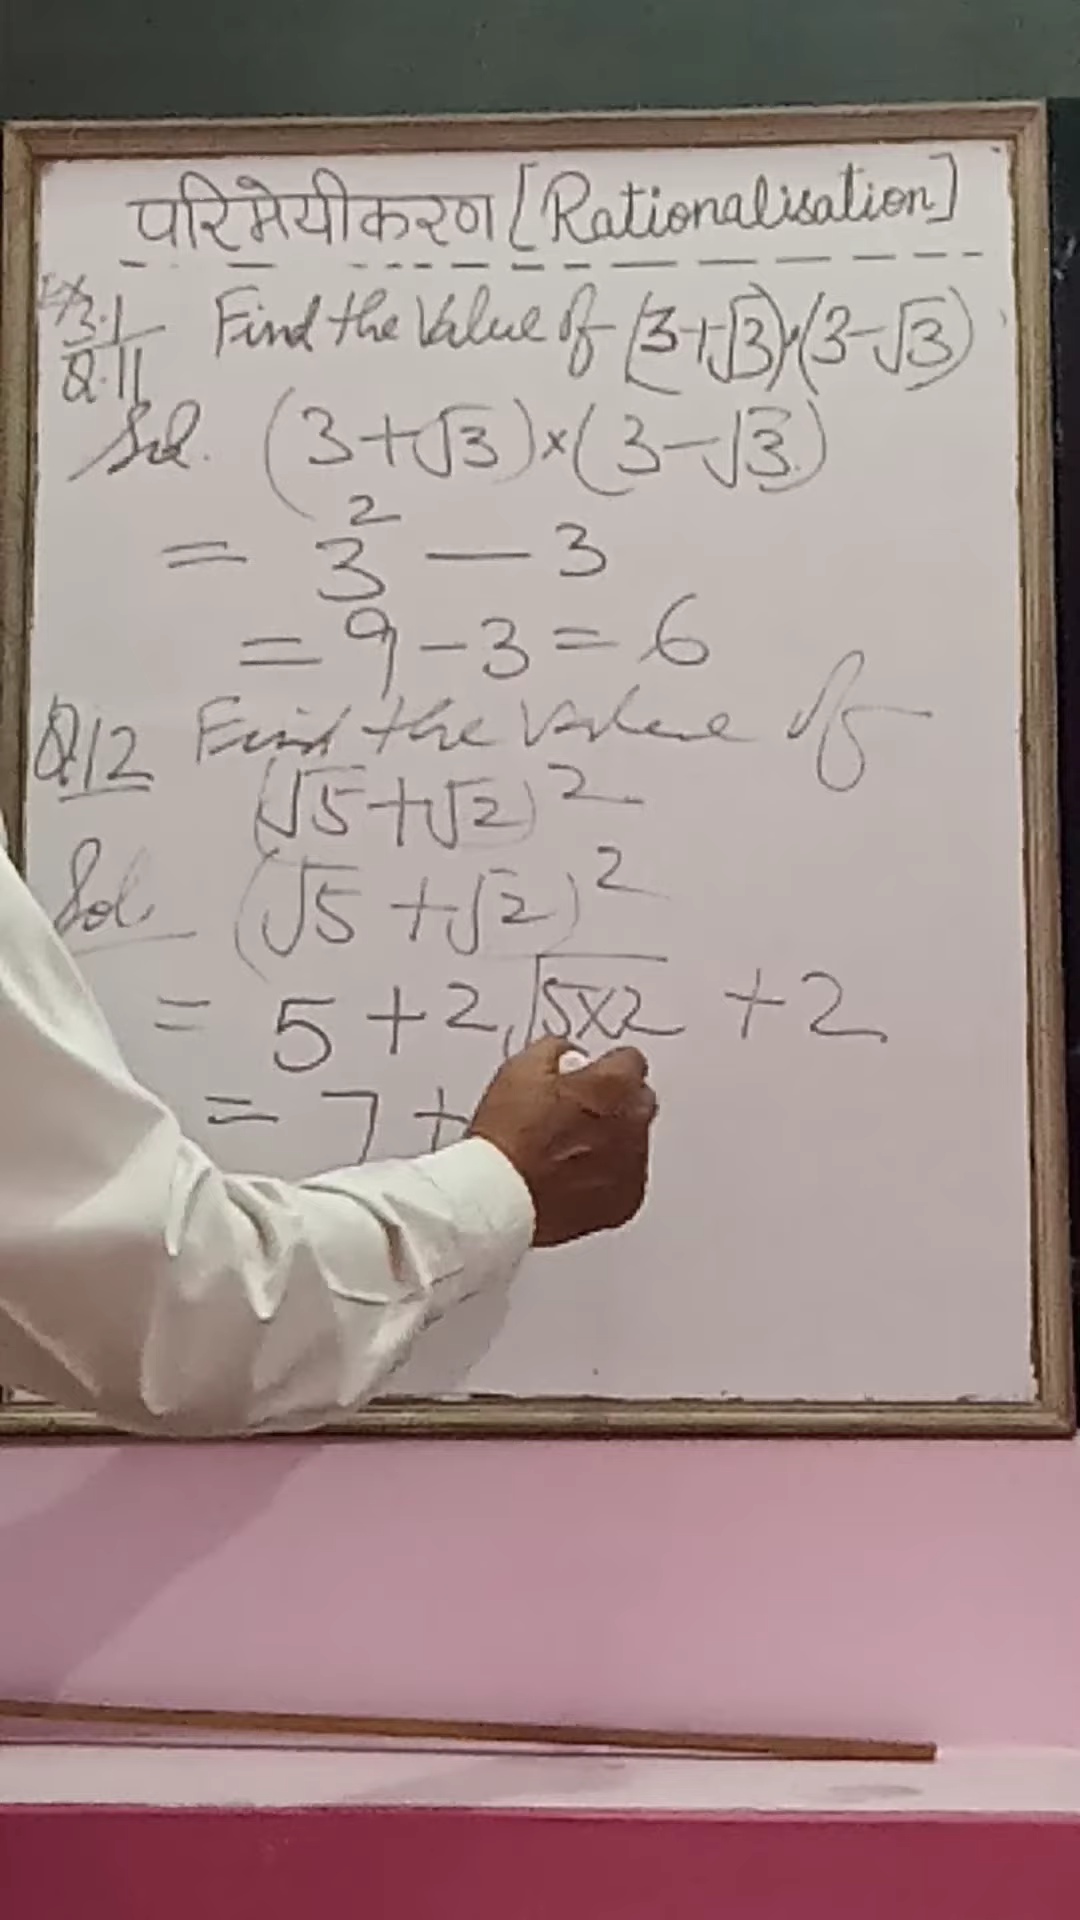 परिमेयीकरण [Rationalisation]
Ex 3.1 Find the Value of (3+√3)×(3-√3)
Q.11
Sol. (3+√3)×(3-√3)
= 3² - 3
= 9 - 3 = 6
Q.12 Find the Value of
(√5+√2)²
Sol. (√5+√2)²
= 5 + 2√5×2 + 2
= 7 +